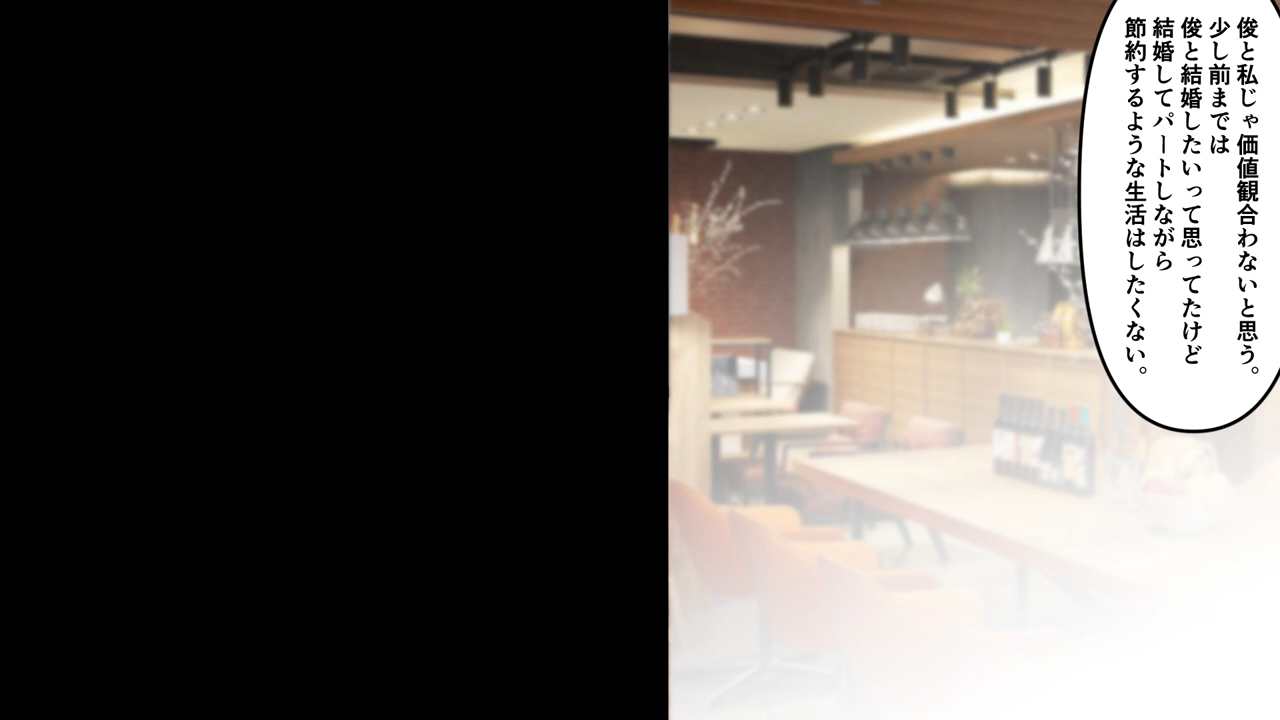 俊と私じゃ価値観合わないと思う。
少し前までは
俊と結婚したいって思ってたけど
結婚してパートしながら
節約するような生活はしたくない。